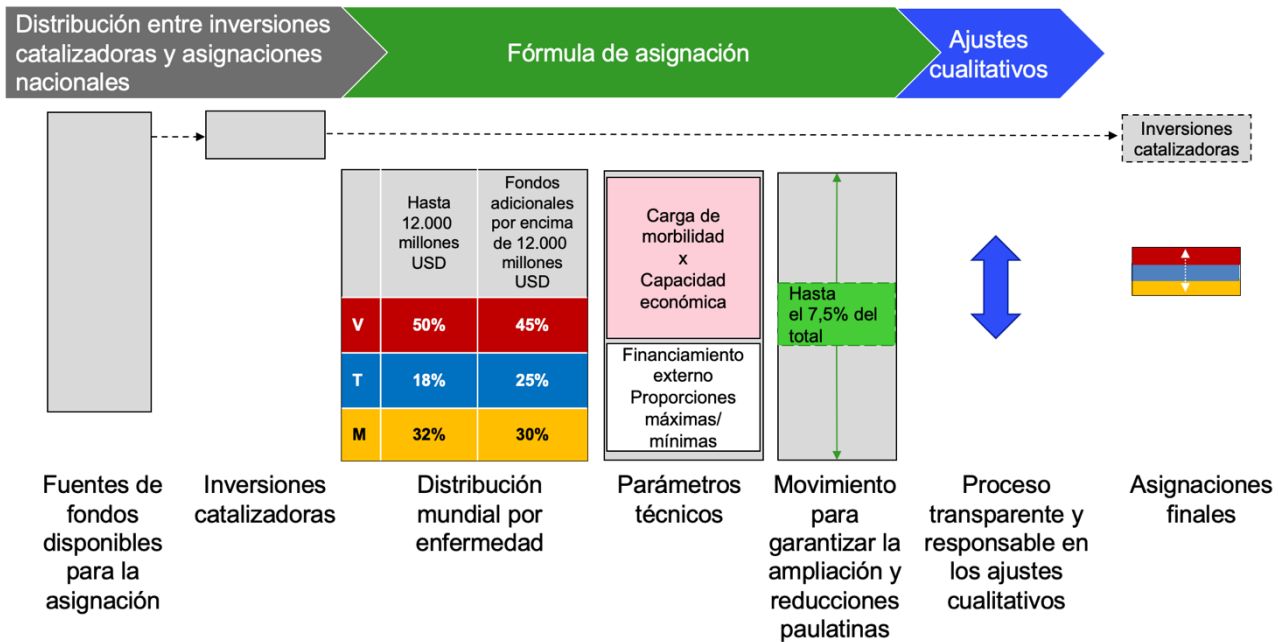 Distribución entre inversiones
catalizadoras y asignaciones
nacionales
Fórmula de asignación
Ajustes
cualitativos
Inversiones
catalizadoras
Hasta
12.000
millones
USD
Fondos
adicionales
por encima
de 12.000
millones
USD
V
50%
45%
T
18%
25%
M
32%
30%
Carga de
morbilidad
x
Capacidad
económica
Financiamiento
externo
Proporciones
máximas/
mínimas
Hasta
el 7,5% del
total
Fuentes de
fondos
disponibles
para la
asignación
Inversiones
catalizadoras
Distribución
mundial por
enfermedad
Parámetros
técnicos
Movimiento
para
garantizar la
ampliación y
reducciones
paulatinas
Proceso
transparente y
responsable en
los ajustes
cualitativos
Asignaciones
finales